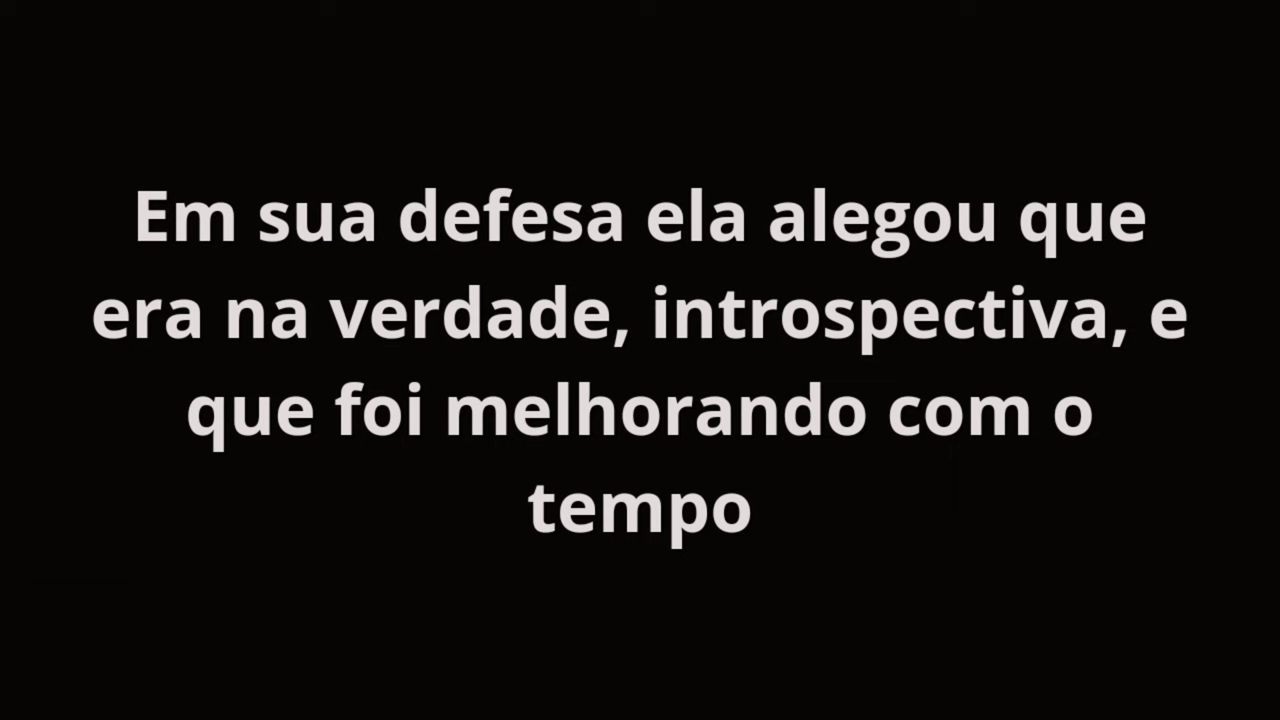 Em sua defesa ela alegou que
era na verdade, introspectiva, e
que foi melhorando com o
tempo